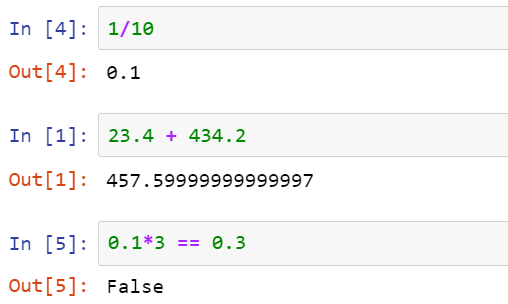 In [4]: 1/10
Out[4]: 0.1
In [1]: 23.4 + 434.2
Out[1]: 457.59999999999997
In [5]: 0.1*3 == 0.3
Out[5]: False